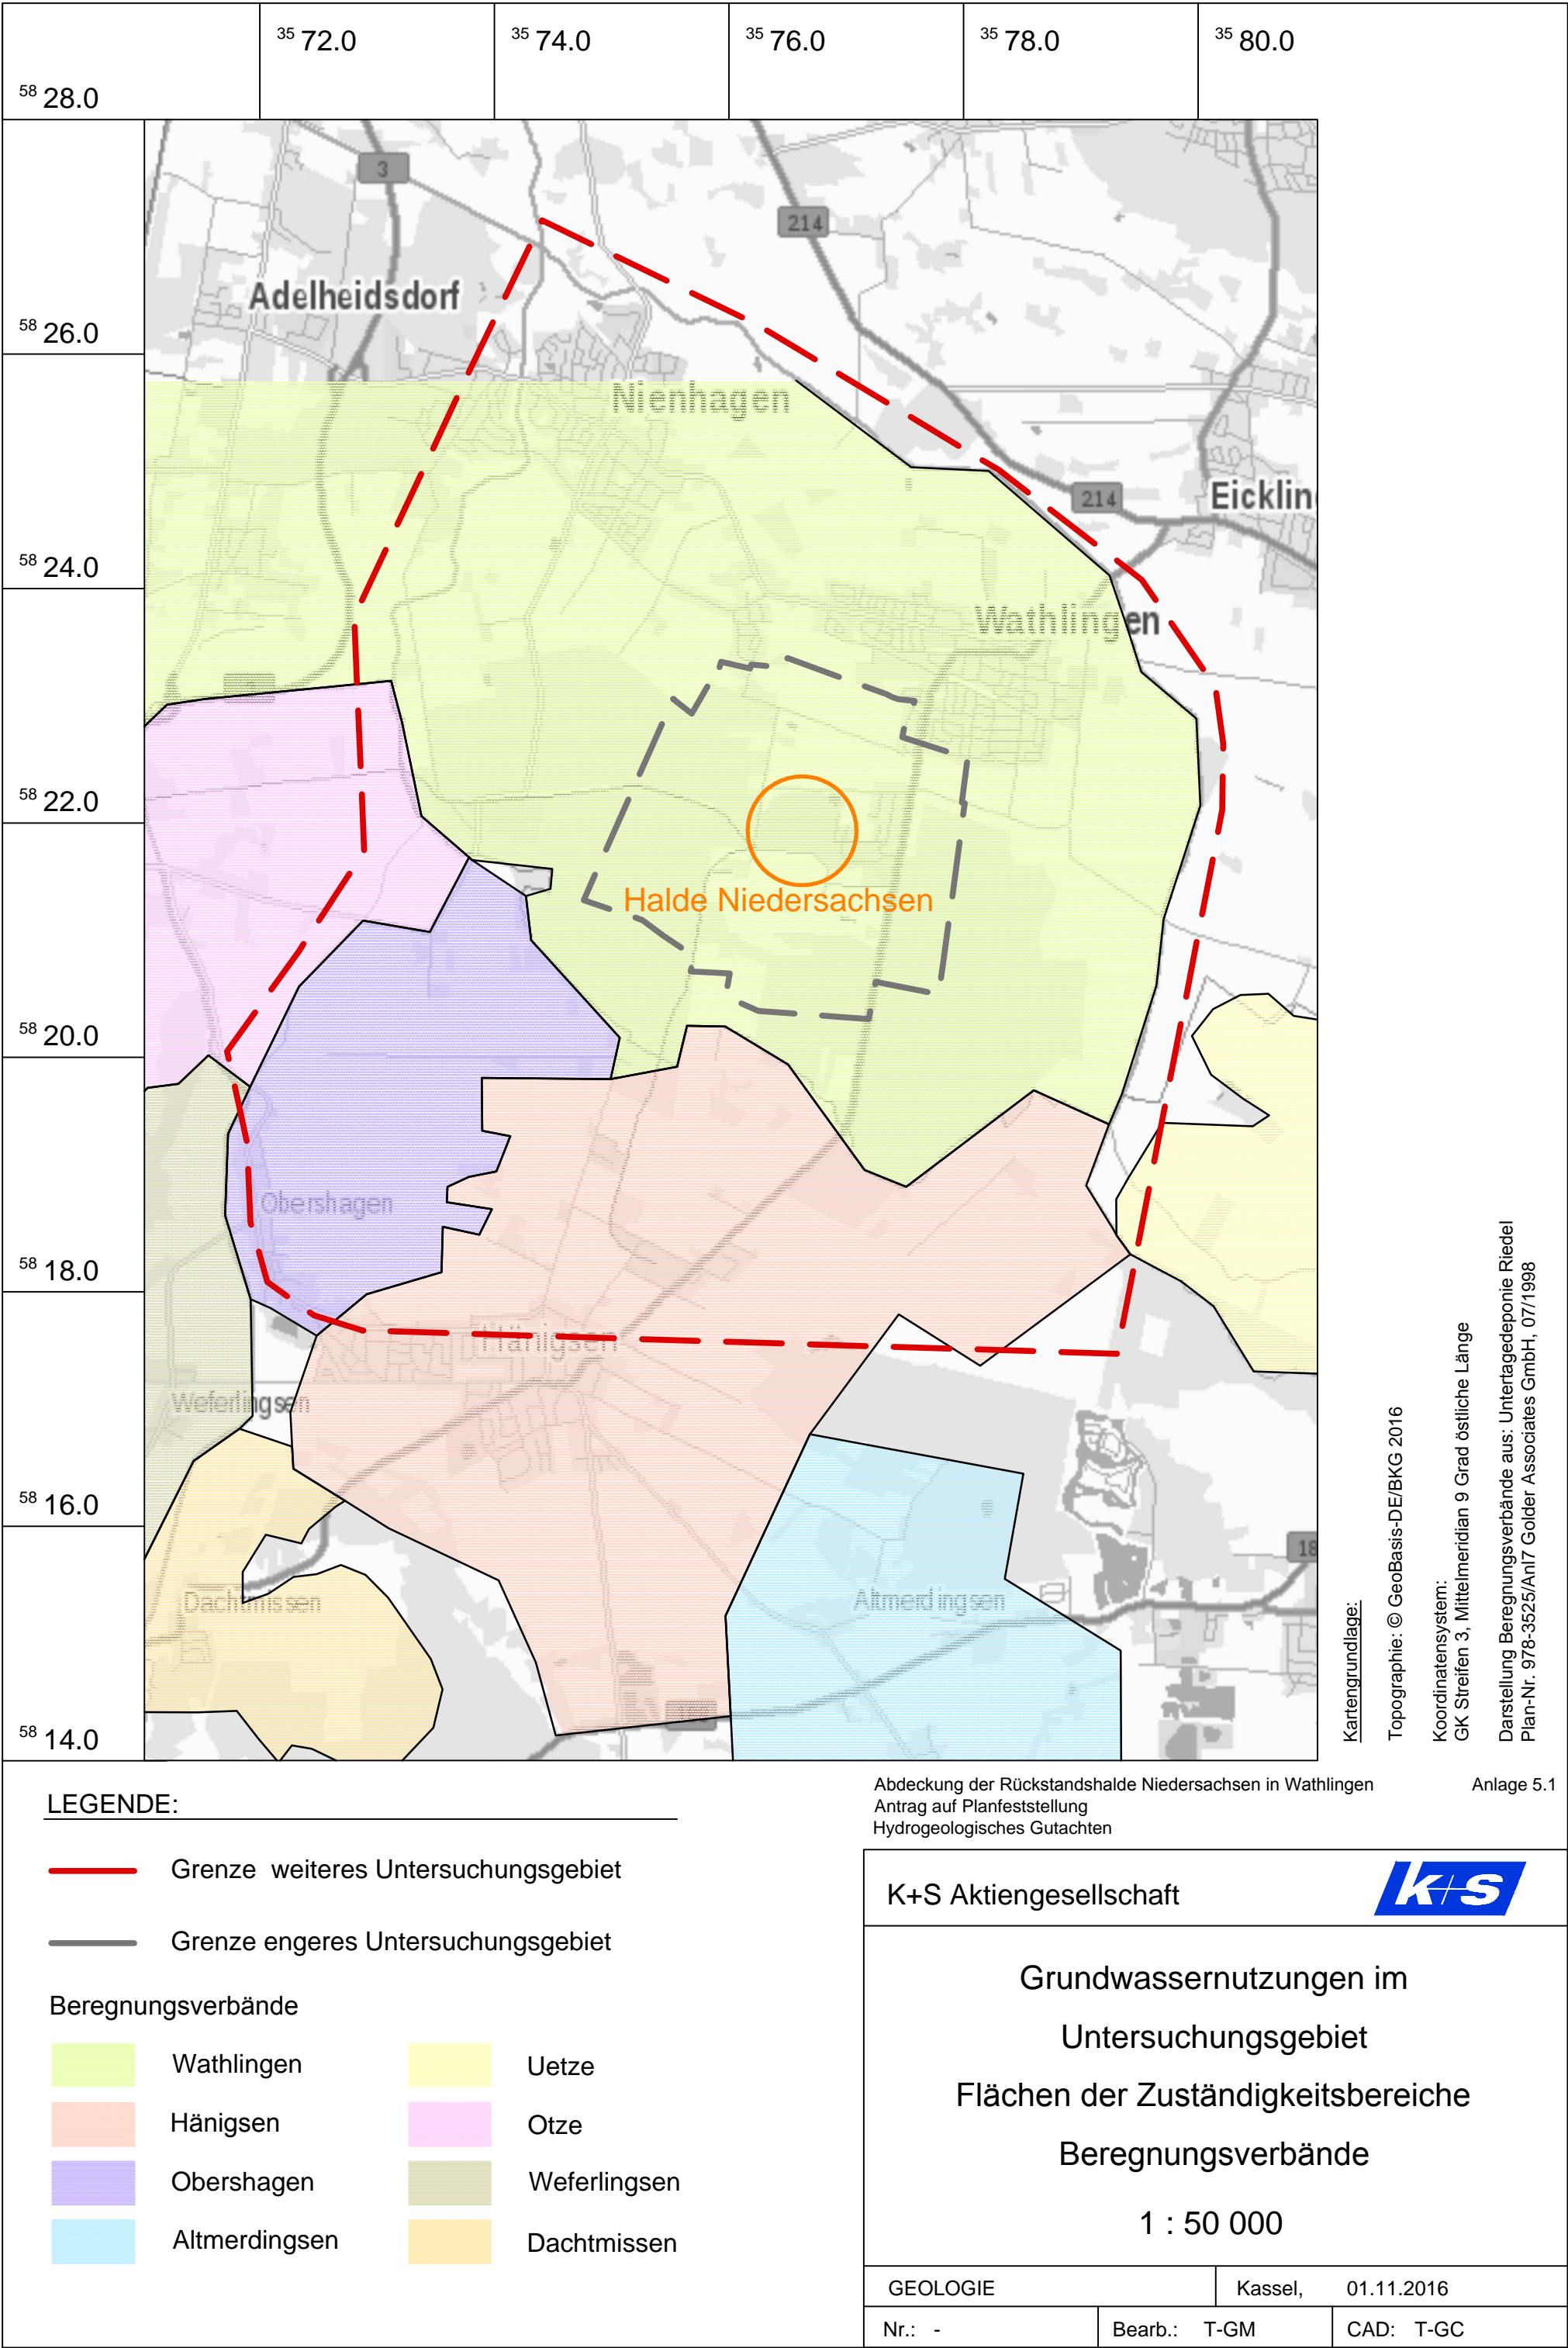 35 72.0
35 74.0
35 76.0
35 78.0
35 80.0
58 28.0
58 26.0
58 24.0
58 22.0
58 20.0
58 18.0
58 16.0
58 14.0
3
214
Adelheidsdorf
Nienhagen
214
Eicklin
Wathlingen
Halde Niedersachsen
Obershagen
Hänigsen
Weferlingsen
18
Dachtmissen
Altmerdingsen
Kartengrundlage:
Topographie: © GeoBasis-DE/BKG 2016
Koordinatensystem:
GK Streifen 3, Mittelmeridian 9 Grad östliche Länge
Darstellung Beregnungsverbände aus: Untertagedeponie Riedel
Plan-Nr. 978-3525/Anl7 Golder Associates GmbH, 07/1998
LEGENDE:
Grenze weiteres Untersuchungsgebiet
Grenze engeres Untersuchungsgebiet
Beregnungsverbände
Wathlingen
Uetze
Hänigsen
Otze
Obershagen
Weferlingsen
Altmerdingsen
Dachtmissen
Abdeckung der Rückstandshalde Niedersachsen in Wathlingen
Anlage 5.1
Antrag auf Planfeststellung
Hydrogeologisches Gutachten
K+S Aktiengesellschaft
K+S
Grundwassernutzungen im
Untersuchungsgebiet
Flächen der Zuständigkeitsbereiche
Beregnungsverbände
1 : 50 000
GEOLOGIE
Kassel, 01.11.2016
Nr.: -
Bearb.: T-GM
CAD: T-GC